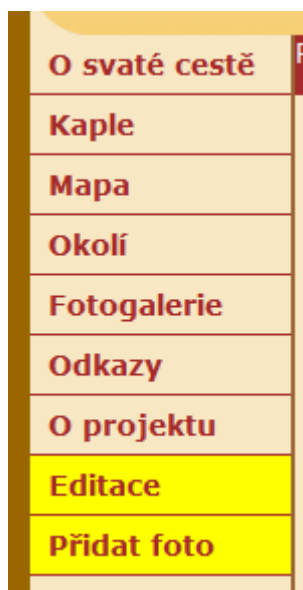 O svaté cestě
Kaple
Mapa
Okolí
Fotogalerie
Odkazy
O projektu
Editace
Přidat foto